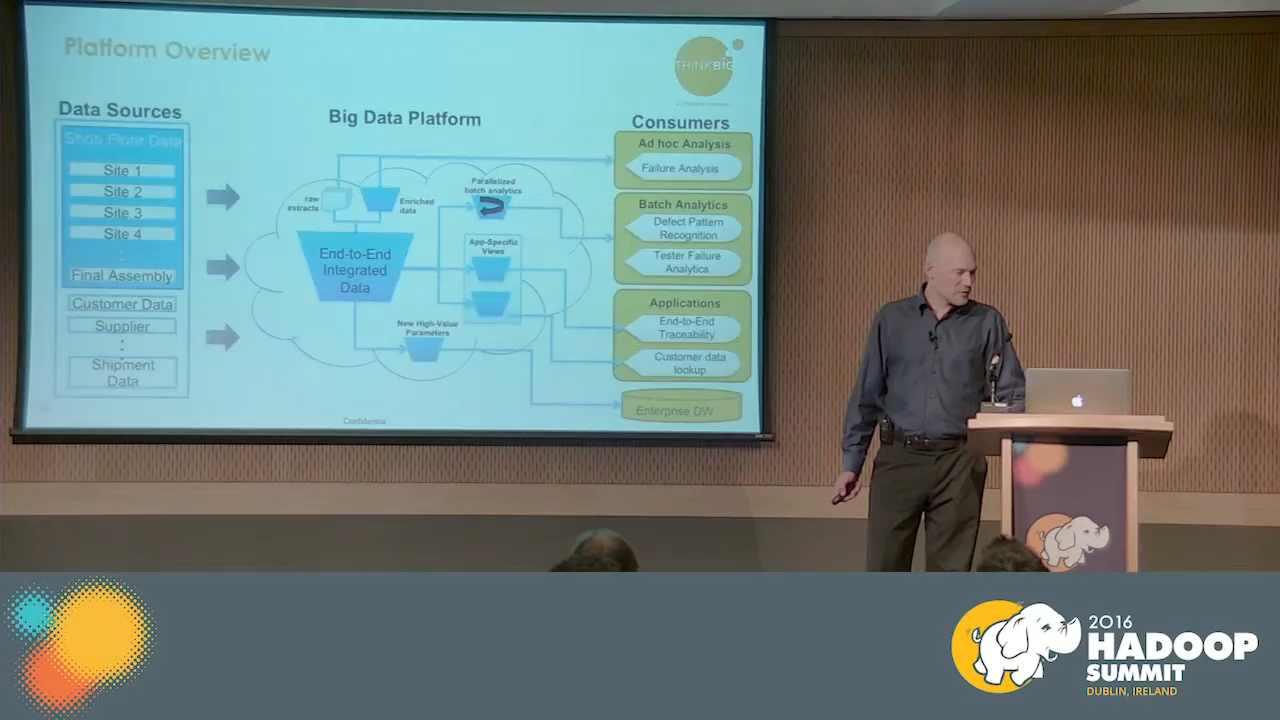 Platform Overview
THINKBIG
Data Sources
Shop Floor Data
Site 1
Site 2
Site 3
Site 4
Final Assembly
Customer Data
Supplier
Shipment
Data
Big Data Platform
raw
extracts
Enriched
data
Parallelized
batch analytics
End-to-End
Integrated
Data
App-Specific
Views
New High-Value
Parameters
Consumers
Ad hoc Analysis
Failure Analysis
Batch Analytics
Defect Pattern
Recognition
Tester Failure
Analytics
Applications
End-to-End
Traceability
Customer data
lookup
Enterprise DW
Confidential
2016
HADOOP
SUMMIT
DUBLIN, IRELAND